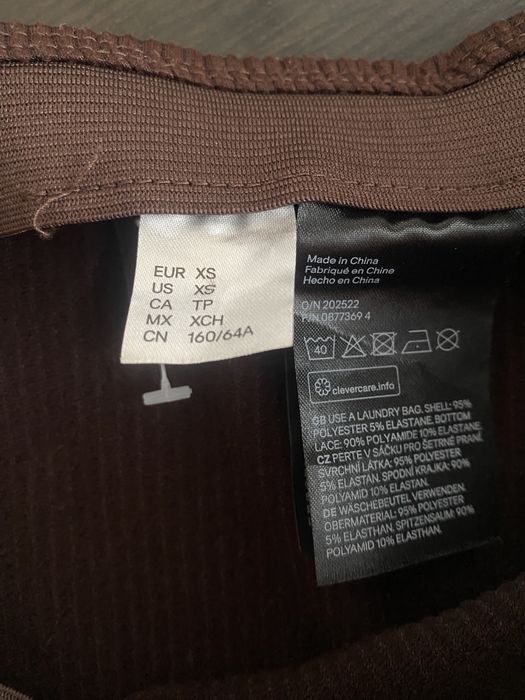 EUR XS
US XS
CA TP
MX XCH
CN 160/64A
Made in China
Fabriqué en Chine
Hecho en China
O/N 202522
P/N 0877369 4
40
clevercare.info
GB USE A LAUNDRY BAG. SHELL: 95%
POLYESTER 5% ELASTANE. BOTTOM
LACE: 90% POLYAMIDE 10% ELASTANE.
CZ PERTE V SÁČKU PRO ŠETRNÉ PRANÍ.
SVRCHNÍ LÁTKA: 95% POLYESTER
5% ELASTAN. SPODNÍ KRAJKA: 90%
POLYAMID 10% ELASTAN.
DE WÄSCHEBEUTEL VERWENDEN.
OBERMATERIAL: 95% POLYESTER
5% ELASTHAN. SPITZENSAUM: 90%
POLYAMID 10% ELASTHAN.